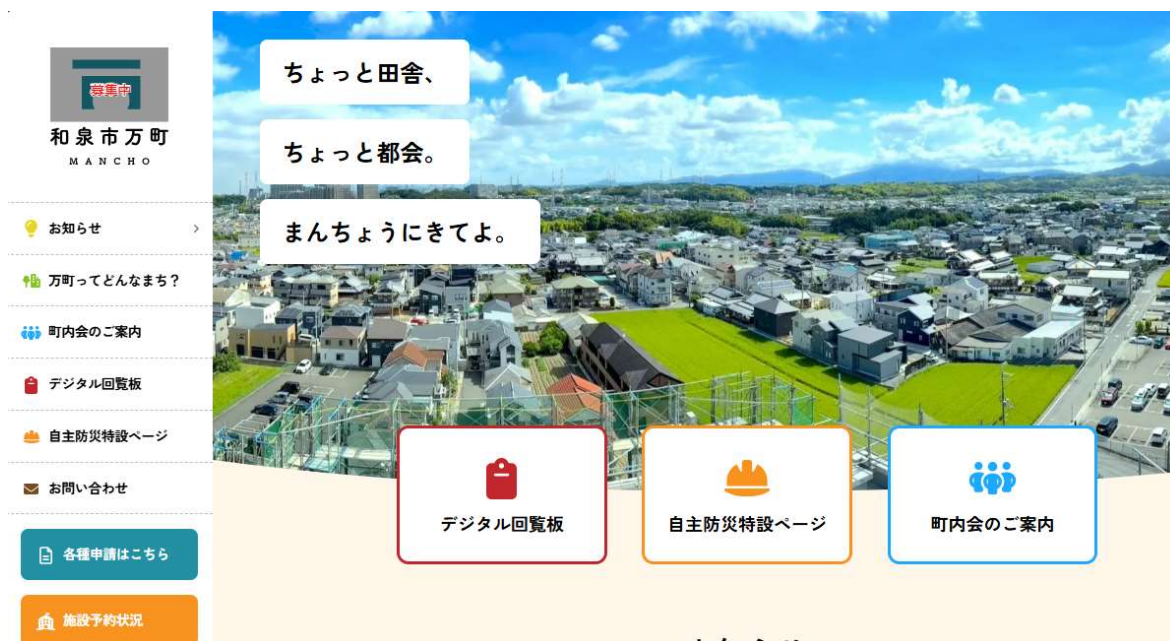 募集中
和泉市万町
MANCHO
お知らせ
万町ってどんなまち？
町内会のご案内
デジタル回覧板
自主防災特設ページ
お問い合わせ
各種申請はこちら
施設予約状況
ちょっと田舎、
ちょっと都会。
まんちょうにきてよ。
デジタル回覧板
自主防災特設ページ
町内会のご案内